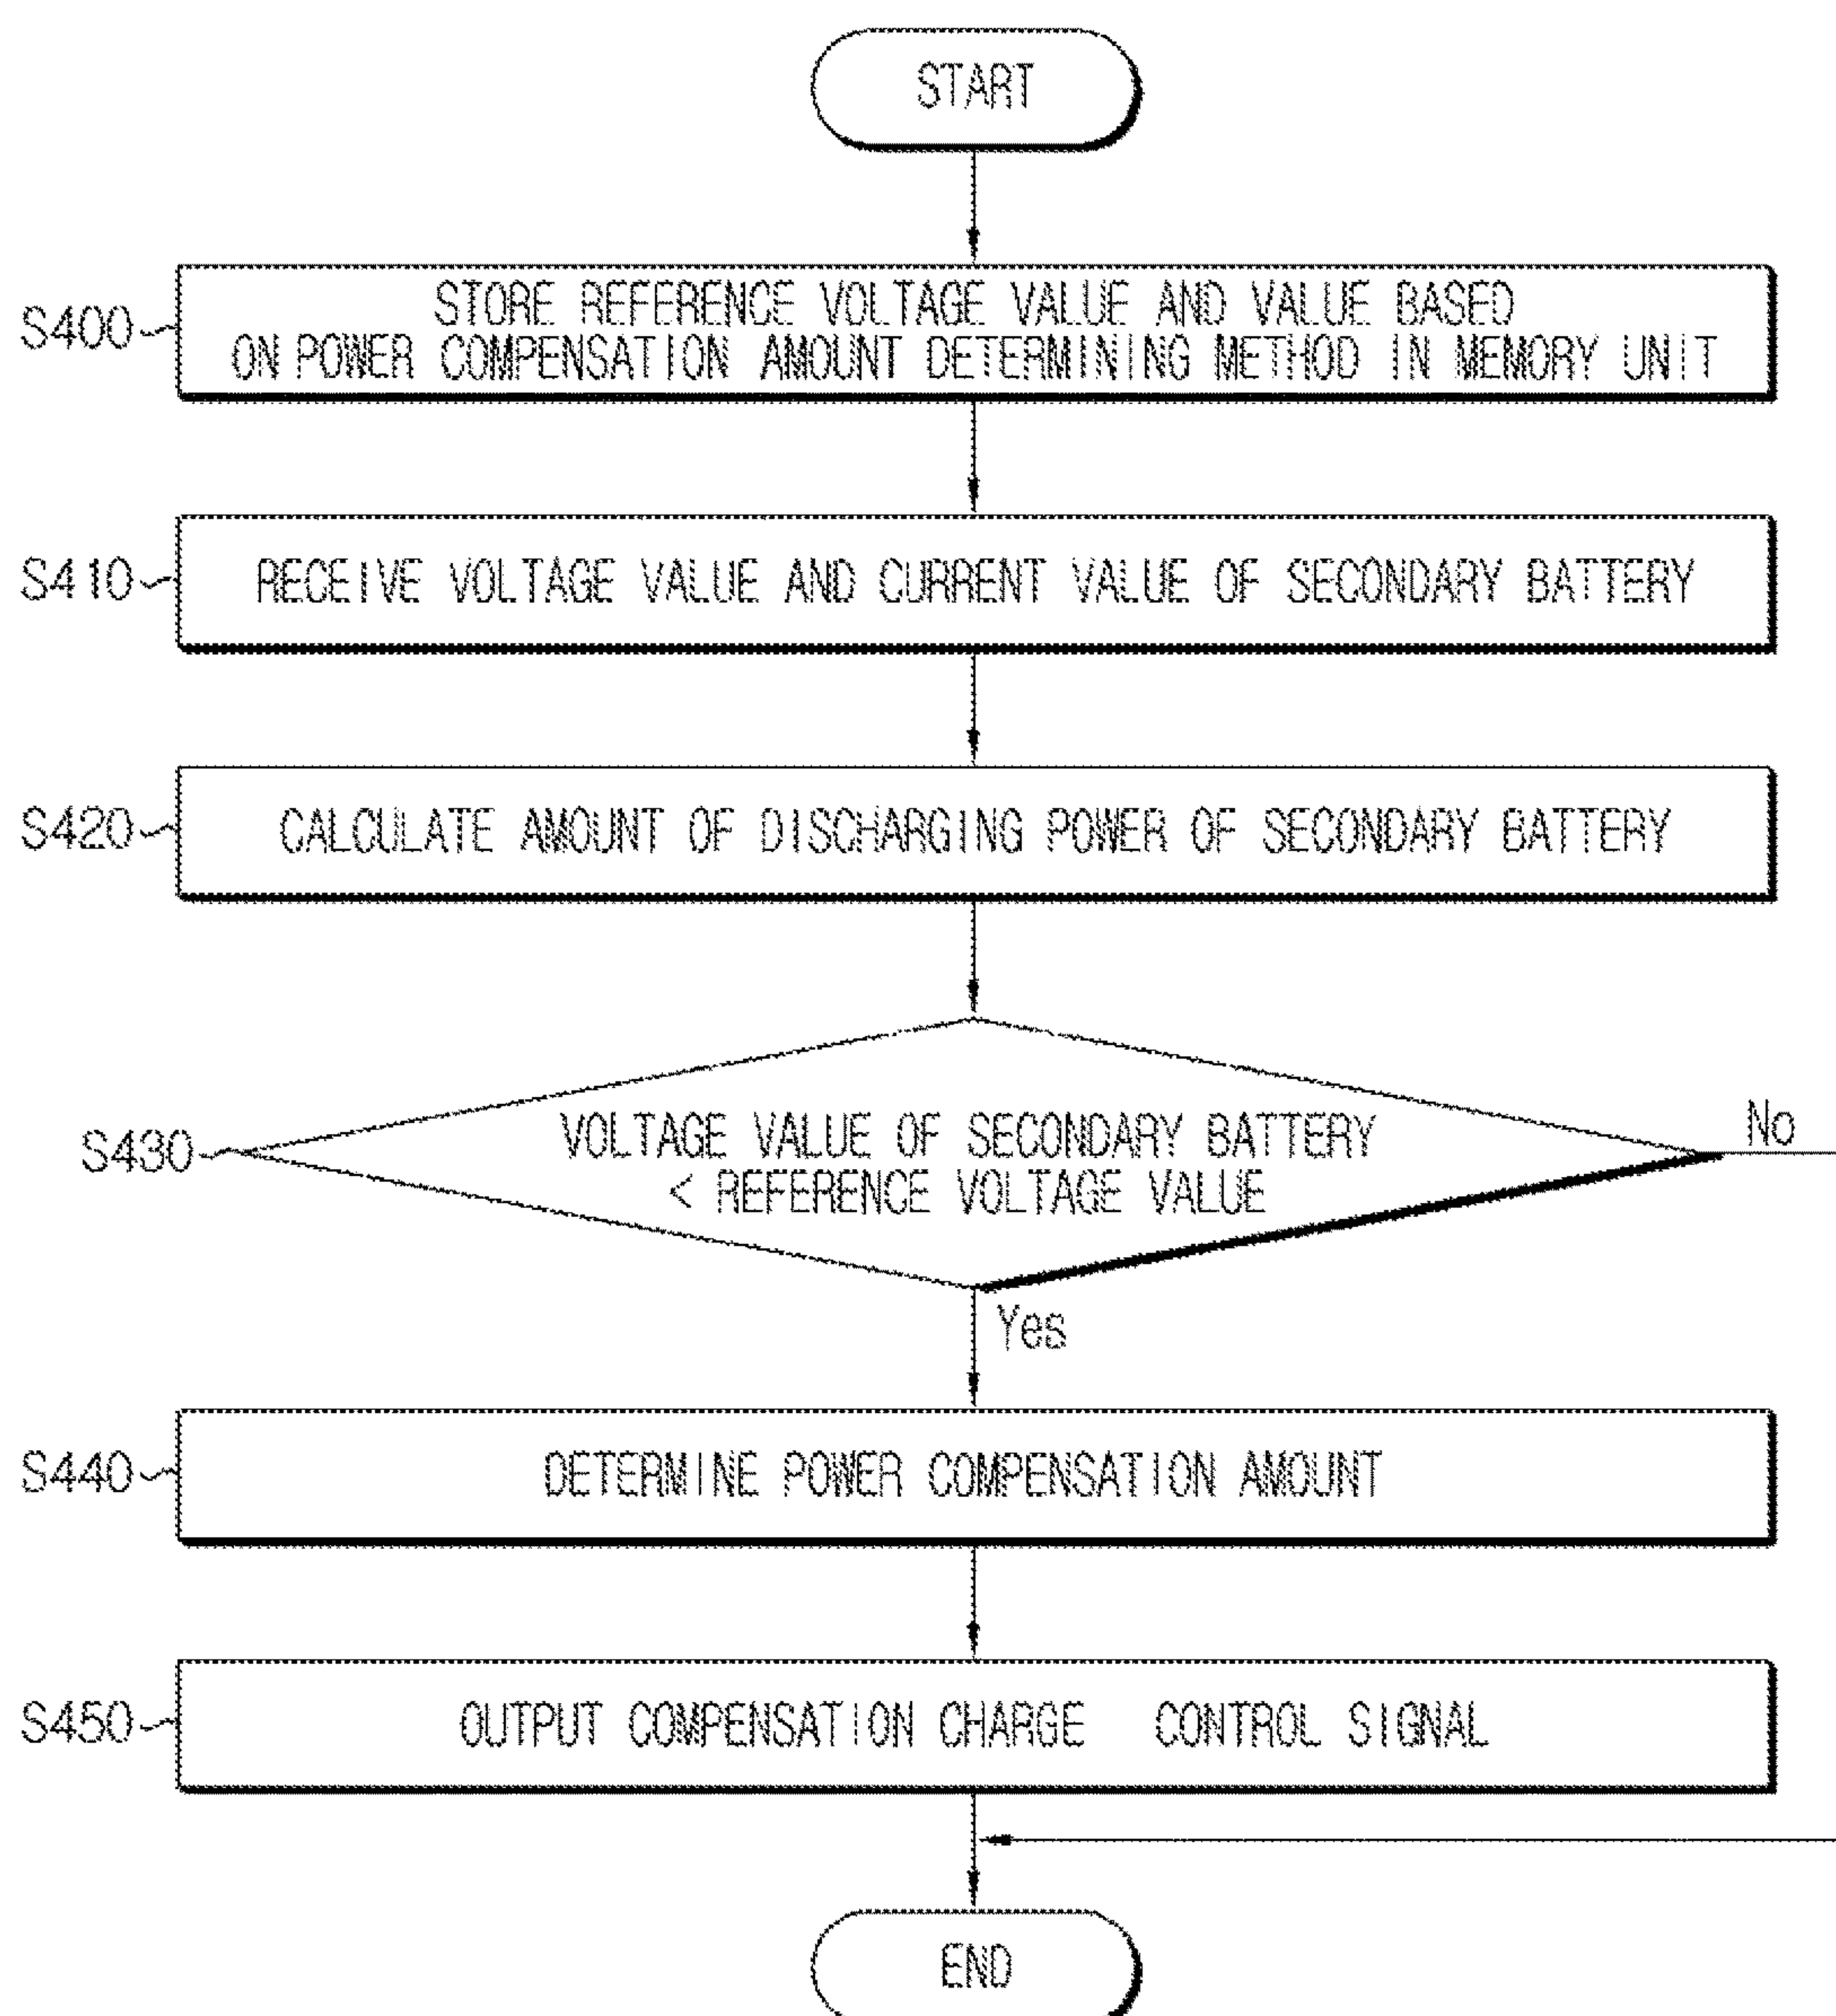 START
S400
STORE REFERENCE VOLTAGE VALUE AND VALUE BASED
ON POWER COMPENSATION AMOUNT DETERMINING METHOD IN MEMORY UNIT
S410
RECEIVE VOLTAGE VALUE AND CURRENT VALUE OF SECONDARY BATTERY
S420
CALCULATE AMOUNT OF DISCHARGING POWER OF SECONDARY BATTERY
S430
VOLTAGE VALUE OF SECONDARY BATTERY
< REFERENCE VOLTAGE VALUE
No
Yes
S440
DETERMINE POWER COMPENSATION AMOUNT
S450
OUTPUT COMPENSATION CHARGE CONTROL SIGNAL
END